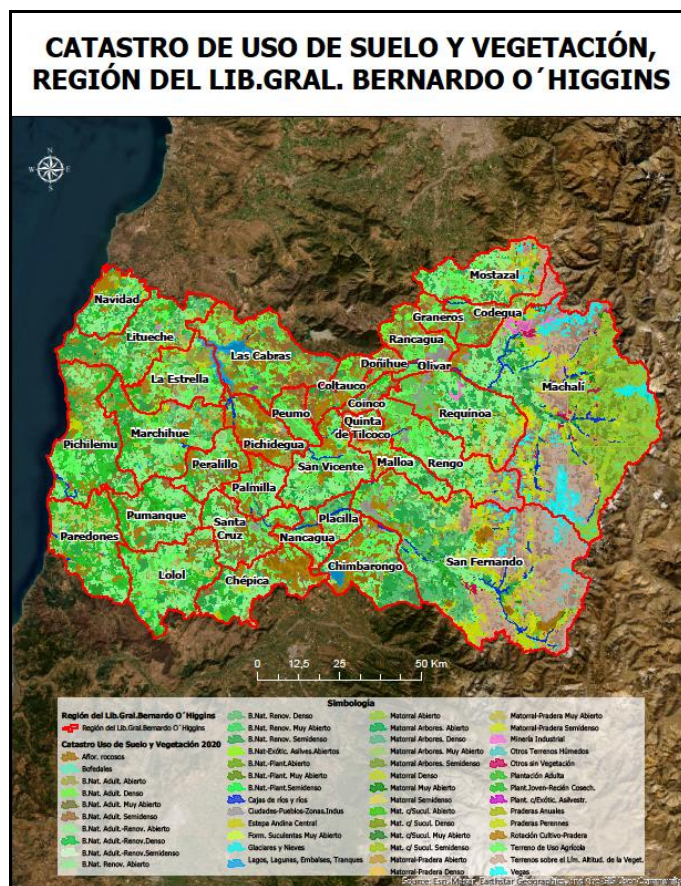 CATASTRO DE USO DE SUELO Y VEGETACIÓN,
REGIÓN DEL LIB.GRAL. BERNARDO O´HIGGINS
N
W
E
S
Mostazal
Codegua
Graneros
Rancagua
Navidad
Litueche
Las Cabras
La Estrella
Doñihue
Olivar
Machalí
Coltauco
Coinco
Requínoa
Peumo
Quinta
de Tilcoco
Pichilemu
Marchihue
Pichidegua
Peralillo
San Vicente
Malloa
Rengo
Palmilla
Pumanque
Santa
Cruz
Placilla
Paredones
Nancagua
San Fernando
Lolol
Chépica
Chimbarongo
0 12,5 25 50 Km
Simbología
Región del Lib.Gral.Bernardo O´Higgins
Región del Lib.Gral.Bernardo O´Higgins
Catastro Uso de Suelo y Vegetación 2020
Aflor. rocosos
Bofedales
B.Nat. Adult. Abierto
B.Nat. Adult. Denso
B.Nat. Adult. Muy Abierto
B.Nat. Adult. Semidenso
B.Nat. Adult.-Renov. Abierto
B.Nat. Adult.-Renov.Denso
B.Nat. Adult.-Renov.Semidenso
B.Nat. Renov. Abierto
B.Nat. Renov. Denso
B.Nat. Renov. Muy Abierto
B.Nat. Renov. Semidenso
B.Nat-Exótic. Asilves.Abiertos
B.Nat-Plant.Abierto
B.Nat-Plant. Muy Abierto
B.Nat-Plant.Semidenso
Cajas de ríos y ríos
Ciudades-Pueblos-Zonas.Indus
Estepa Andina Central
Form. Suculentas Muy Abierto
Glaciares y Nieves
Lagos, Lagunas, Embalses, Tranques
Matorral Abierto
Matorral Arbores. Abierto
Matorral Arbores. Denso
Matorral Arbores. Muy Abierto
Matorral Arbores. Semidenso
Matorral Denso
Matorral Muy Abierto
Matorral Semidenso
Mat. c/Sucul. Abierto
Mat. c/ Sucul. Denso
Mat. c/Sucul. Muy Abierto
Mat. c/ Sucul. Semidenso
Matorral-Pradera Abierto
Matorral-Pradera Denso
Matorral-Pradera Muy Abierto
Matorral-Pradera Semidenso
Minería Industrial
Otros Terrenos Húmedos
Otros sin Vegetación
Plantación Adulta
Plant.Joven-Recién Cosech.
Plant. c/Exótic. Asilvestr.
Praderas Anuales
Praderas Perennes
Rotación Cultivo-Pradera
Terreno de Uso Agrícola
Terrenos sobre el Lím. Altitud. de la Veget.
Vegas
Source: Esri, Maxar, Earthstar Geographics, and the GIS User Community